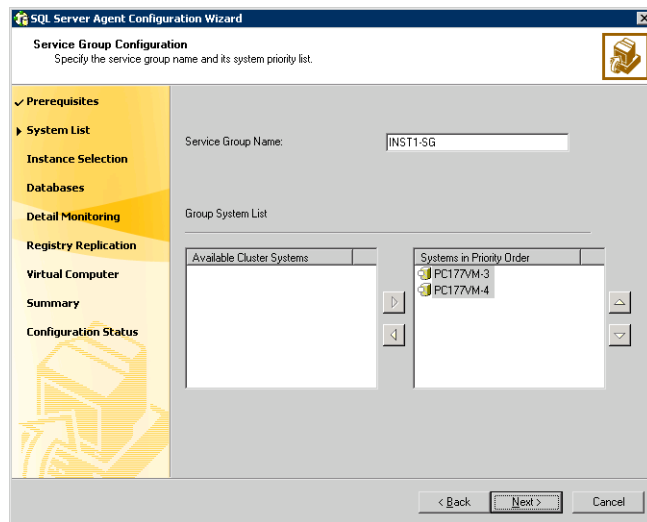 SQL Server Agent Configuration Wizard
Service Group Configuration
Specify the service group name and its system priority list.
Prerequisites
System List
Instance Selection
Databases
Detail Monitoring
Registry Replication
Virtual Computer
Summary
Configuration Status
Service Group Name:
INST1-SG
Group System List
Available Cluster Systems
Systems in Priority Order
PC177VM-3
PC177VM-4
< Back
Next >
Cancel